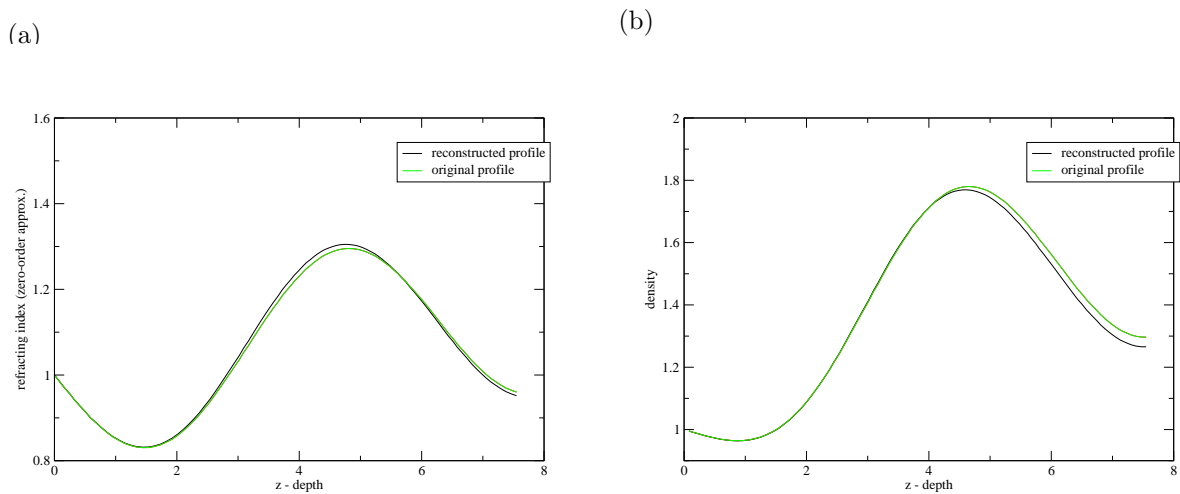 (a)
1.6
1.4
1.2
1
0.8
0
2
4
6
8
refracting index (zero-order approx.)
z - depth
reconstructed profile
original profile
(b)
2
1.8
1.6
1.4
1.2
1
0
2
4
6
8
density
z - depth
reconstructed profile
original profile